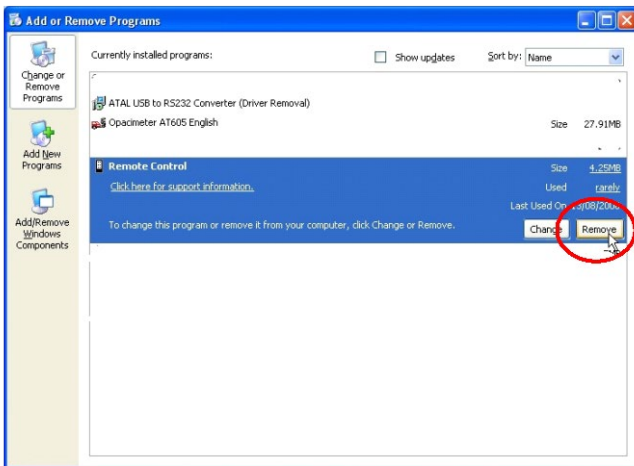 Add or Remove Programs
Change or
Remove
Programs
Add New
Programs
Add/Remove
Windows
Components
Currently installed programs:
Show updates
Sort by: Name
ATAL USB to RS232 Converter (Driver Removal)
Opacimeter AT605 English
Size 27.91MB
Remote Control
Size 4.25MB
Click here for support information.
Used rarely
Last Used On
To change this program or remove it from your computer, click Change or Remove.
Change
Remove